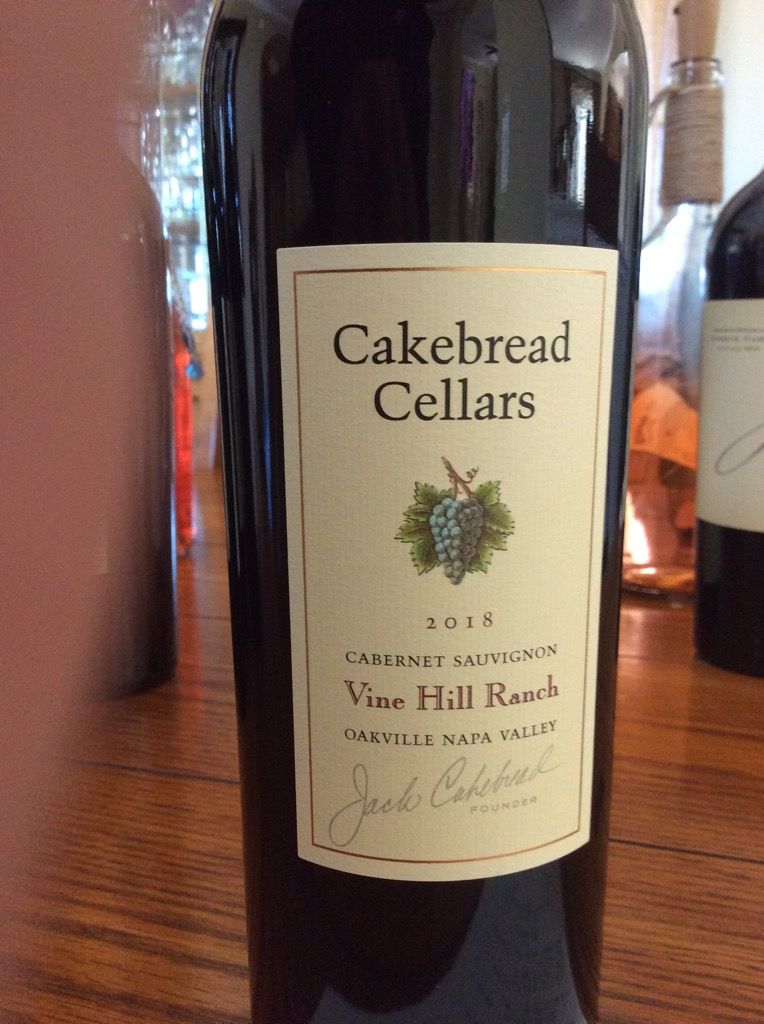 Cakebread
Cellars
2018
CABERNET SAUVIGNON
Vine Hill Ranch
OAKVILLE NAPA VALLEY
Jack Cakebread
FOUNDER